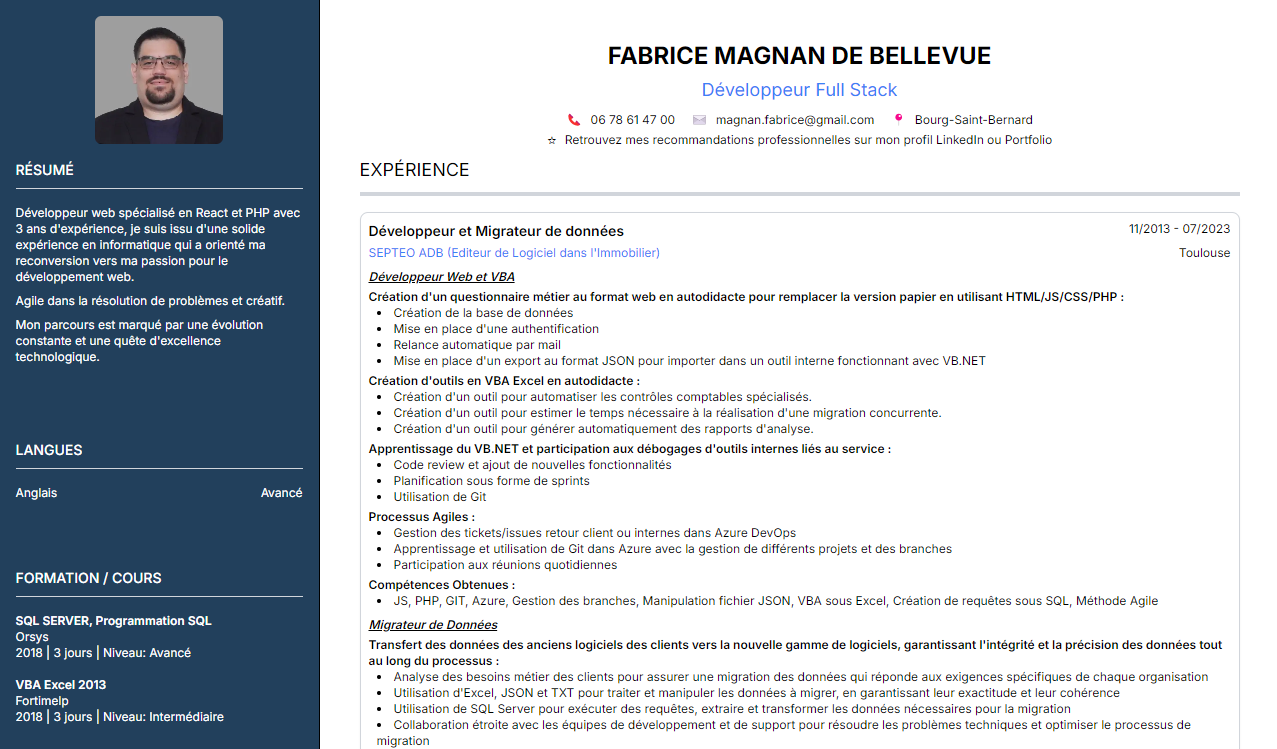 RÉSUMÉ
Développeur web spécialisé en React et PHP avec
3 ans d'expérience, je suis issu d'une solide
expérience en informatique qui a orienté ma
reconversion vers ma passion pour le
développement web.
Agile dans la résolution de problèmes et créatif.
Mon parcours est marqué par une évolution
constante et une quête d'excellence
technologique.
LANGUES
Anglais Avancé
FORMATION / COURS
SQL SERVER, Programmation SQL
Orsys
2018 | 3 jours | Niveau: Avancé
VBA Excel 2013
Fortimelp
2018 | 3 jours | Niveau: Intermédiaire
FABRICE MAGNAN DE BELLEVUE
Développeur Full Stack
06 78 61 47 00 magnan.fabrice@gmail.com Bourg-Saint-Bernard
☆ Retrouvez mes recommandations professionnelles sur mon profil LinkedIn ou Portfolio
EXPÉRIENCE
Développeur et Migrateur de données 11/2013 - 07/2023
SEPTEO ADB (Editeur de Logiciel dans l'Immobilier) Toulouse
Développeur Web et VBA
Création d'un questionnaire métier au format web en autodidacte pour remplacer la version papier en utilisant HTML/JS/CSS/PHP :
• Création de la base de données
• Mise en place d'une authentification
• Relance automatique par mail
• Mise en place d'un export au format JSON pour importer dans un outil interne fonctionnant avec VB.NET
Création d'outils en VBA Excel en autodidacte :
• Création d'un outil pour automatiser les contrôles comptables spécialisés.
• Création d'un outil pour estimer le temps nécessaire à la réalisation d'une migration concurrente.
• Création d'un outil pour générer automatiquement des rapports d'analyse.
Apprentissage du VB.NET et participation aux débogages d'outils internes liés au service :
• Code review et ajout de nouvelles fonctionnalités
• Planification sous forme de sprints
• Utilisation de Git
Processus Agiles :
• Gestion des tickets/issues retour client ou internes dans Azure DevOps
• Apprentissage et utilisation de Git dans Azure avec la gestion de différents projets et des branches
• Participation aux réunions quotidiennes
Compétences Obtenues :
• JS, PHP, GIT, Azure, Gestion des branches, Manipulation fichier JSON, VBA sous Excel, Création de requêtes sous SQL, Méthode Agile
Migrateur de Données
Transfert des données des anciens logiciels des clients vers la nouvelle gamme de logiciels, garantissant l'intégrité et la précision des données tout
au long du processus :
• Analyse des besoins métier des clients pour assurer une migration des données qui réponde aux exigences spécifiques de chaque organisation
• Utilisation d'Excel, JSON et TXT pour traiter et manipuler les données à migrer, en garantissant leur exactitude et leur cohérence
• Utilisation de SQL Server pour exécuter des requêtes, extraire et transformer les données nécessaires pour la migration
• Collaboration étroite avec les équipes de développement et de support pour résoudre les problèmes techniques et optimiser le processus de
migration